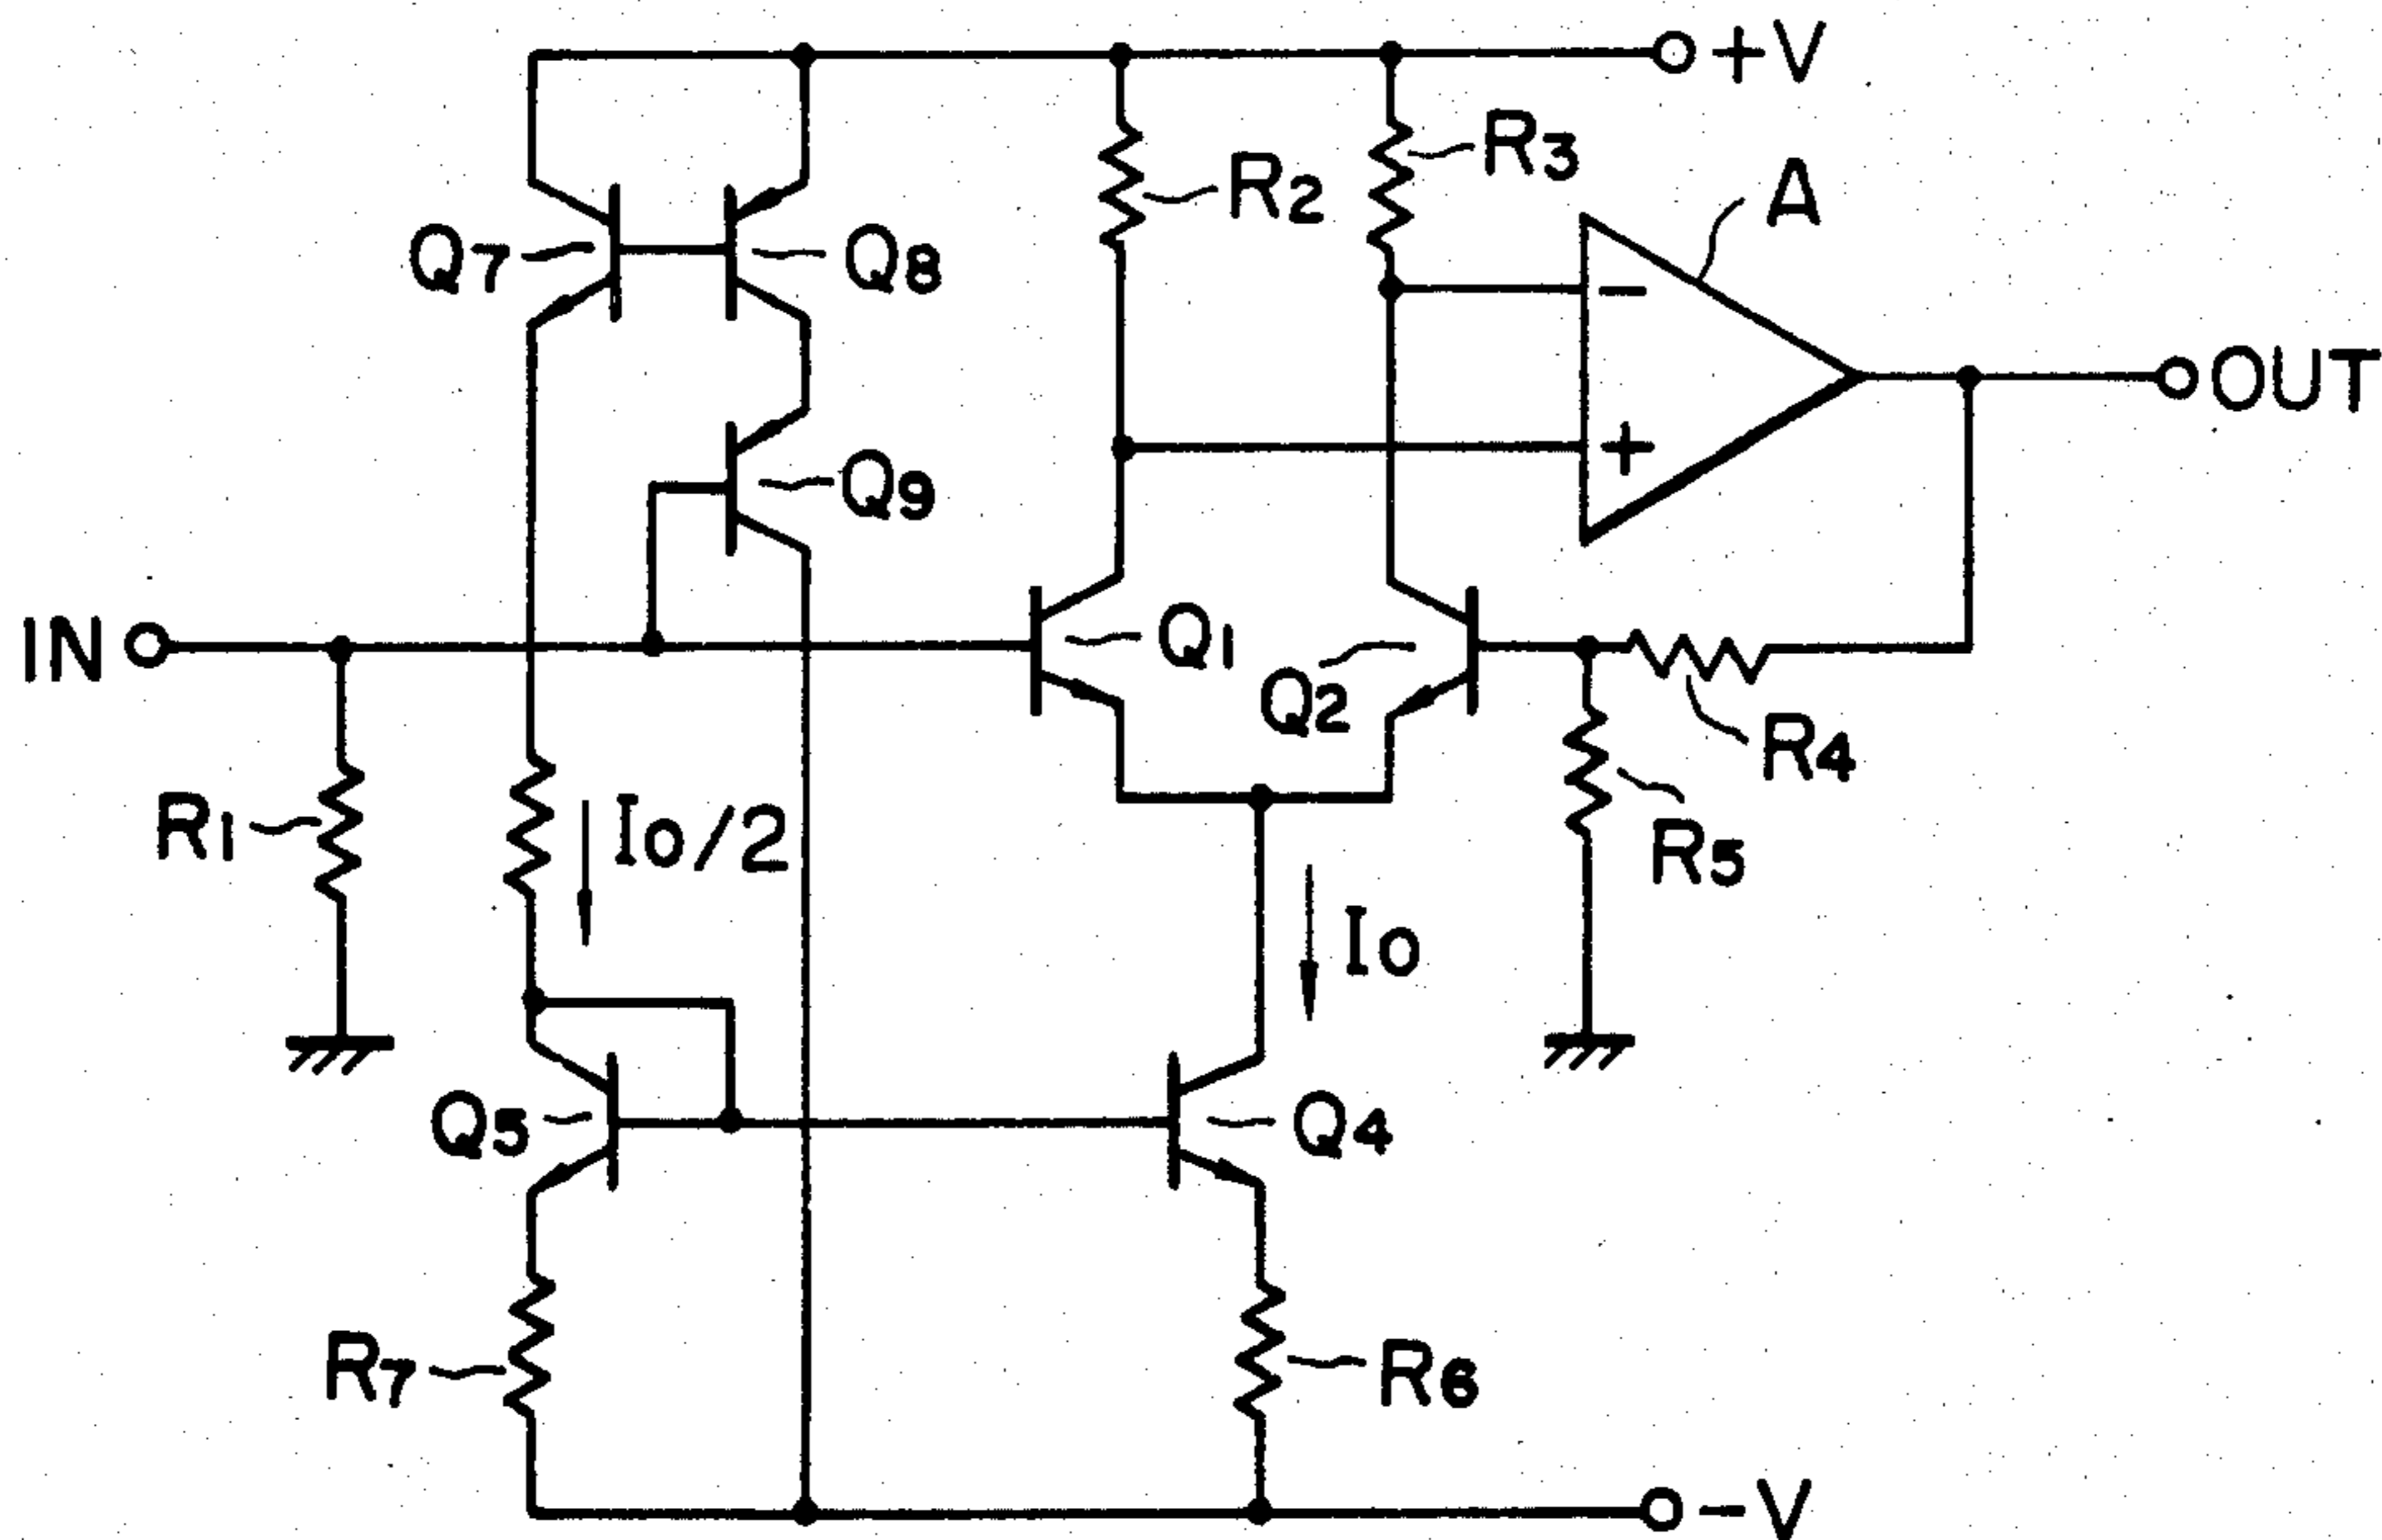 +V
R3
R2
A
Q7
Q8
−
OUT
+
Q9
IN
Q1
Q2
R4
R1
Io/2
R5
Io
Q5
Q4
R7
R6
−V